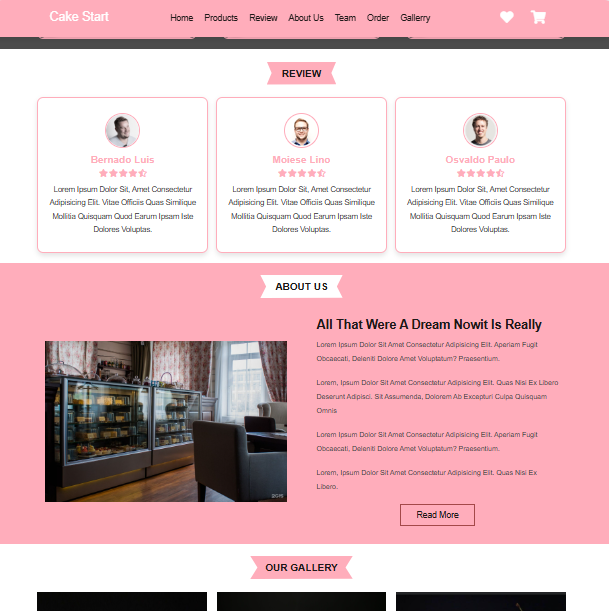 Cake Start
Home Products Review About Us Team Order Gallerry
REVIEW
Bernado Luis
Lorem Ipsum Dolor Sit, Amet Consectetur
Adipisicing Elit. Vitae Officiis Quas Similique
Mollitia Quisquam Quod Earum Ipsam Iste
Dolores Voluptas.
Moiese Lino
Lorem Ipsum Dolor Sit, Amet Consectetur
Adipisicing Elit. Vitae Officiis Quas Similique
Mollitia Quisquam Quod Earum Ipsam Iste
Dolores Voluptas.
Osvaldo Paulo
Lorem Ipsum Dolor Sit, Amet Consectetur
Adipisicing Elit. Vitae Officiis Quas Similique
Mollitia Quisquam Quod Earum Ipsam Iste
Dolores Voluptas.
ABOUT US
All That Were A Dream Nowit Is Really
Lorem Ipsum Dolor Sit Amet Consectetur Adipisicing Elit. Aperiam Fugit
Obcaecati, Deleniti Dolore Amet Voluptatum? Praesentium.
Lorem, Ipsum Dolor Sit Amet Consectetur Adipisicing Elit. Quas Nisi Ex Libero
Deserunt Adipisci. Sit Assumenda, Dolorem Ab Excepturi Culpa Quisquam
Omnis
Lorem Ipsum Dolor Sit Amet Consectetur Adipisicing Elit. Aperiam Fugit
Obcaecati, Deleniti Dolore Amet Voluptatum? Praesentium.
Lorem, Ipsum Dolor Sit Amet Consectetur Adipisicing Elit. Quas Nisi Ex
Libero.
Read More
OUR GALLERY